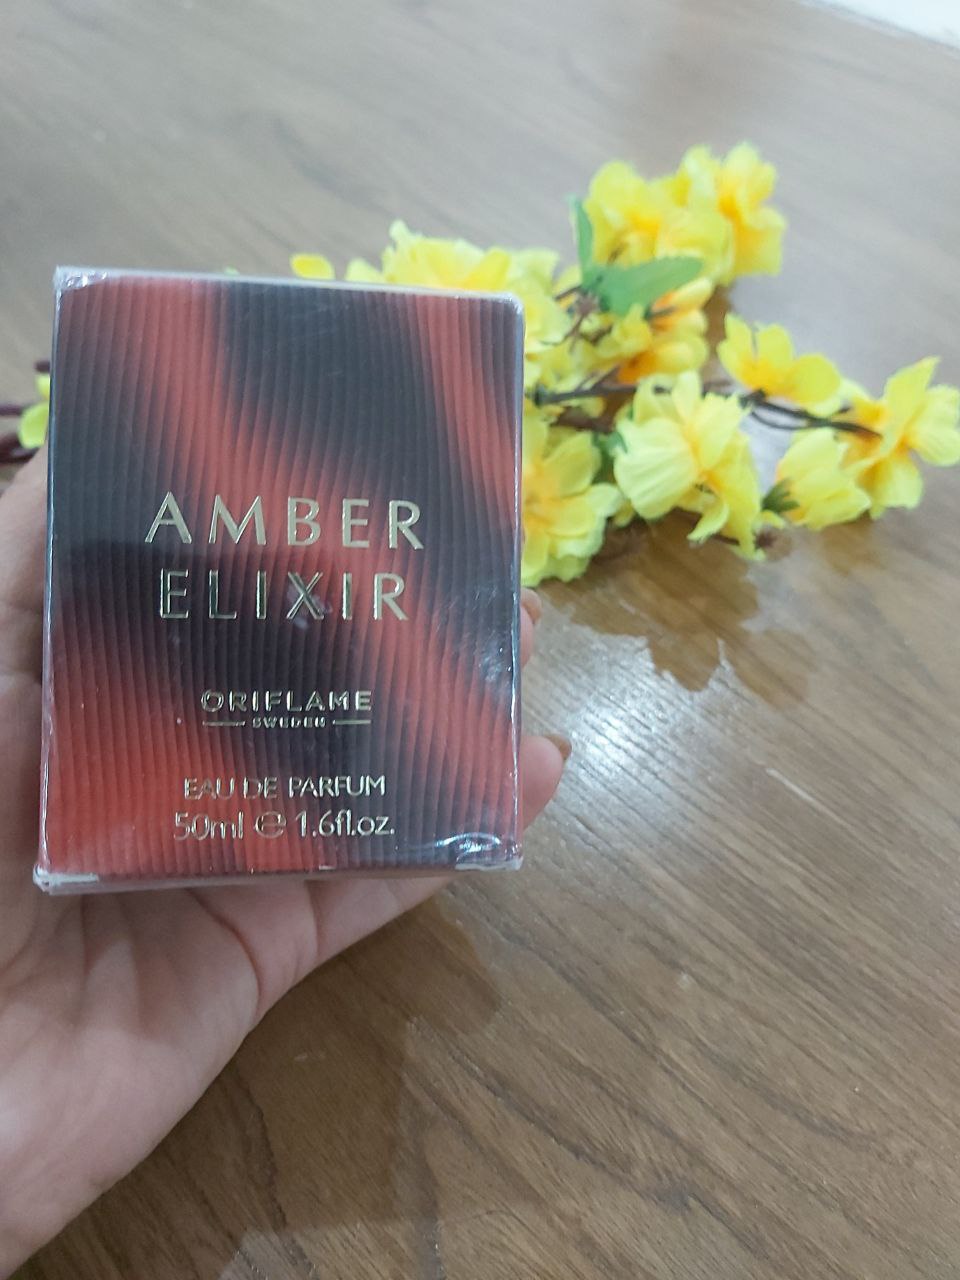 AMBER
ELIXIR
ORIFLAME
SWEDEN
EAU DE PARFUM
50ml ℮ 1.6fl.oz.